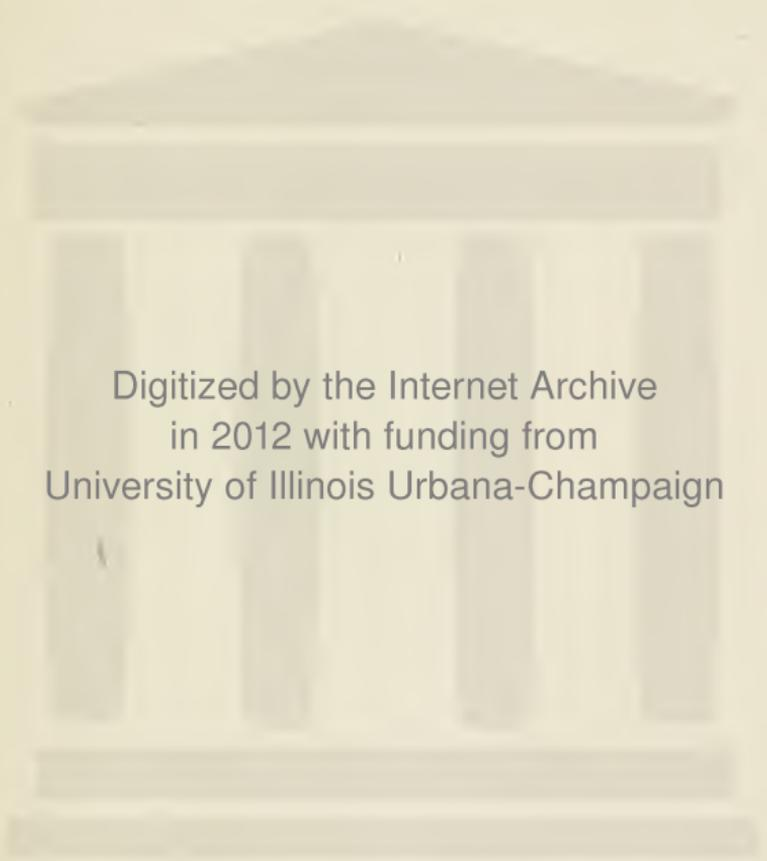 Digitized by the Internet Archive
in 2012 with funding from
University of Illinois Urbana-Champaign